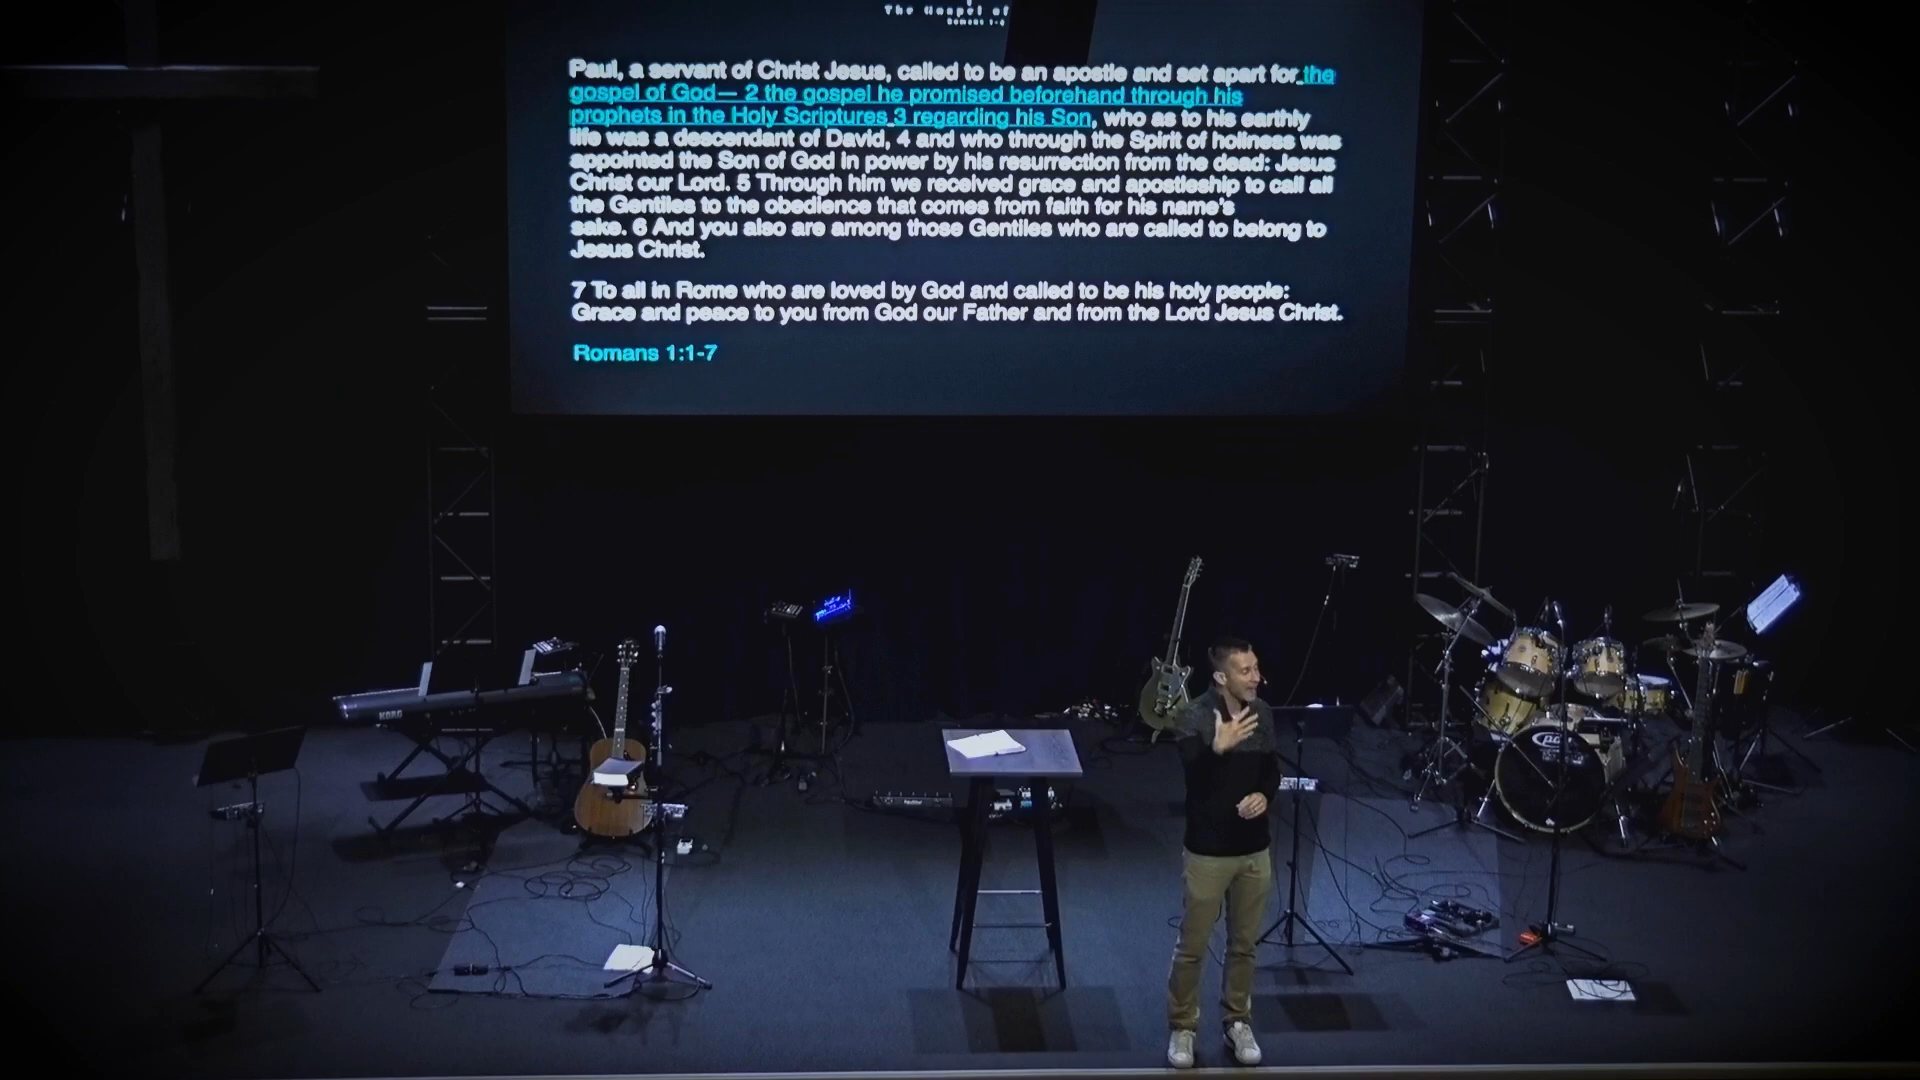 The Gospel of
Romans 1-8
Paul, a servant of Christ Jesus, called to be an apostle and set apart for the
gospel of God— 2 the gospel he promised beforehand through his
prophets in the Holy Scriptures 3 regarding his Son, who as to his earthly
life was a descendant of David, 4 and who through the Spirit of holiness was
appointed the Son of God in power by his resurrection from the dead: Jesus
Christ our Lord. 5 Through him we received grace and apostleship to call all
the Gentiles to the obedience that comes from faith for his name's
sake. 6 And you also are among those Gentiles who are called to belong to
Jesus Christ.
7 To all in Rome who are loved by God and called to be his holy people:
Grace and peace to you from God our Father and from the Lord Jesus Christ.
Romans 1:1-7
KORG